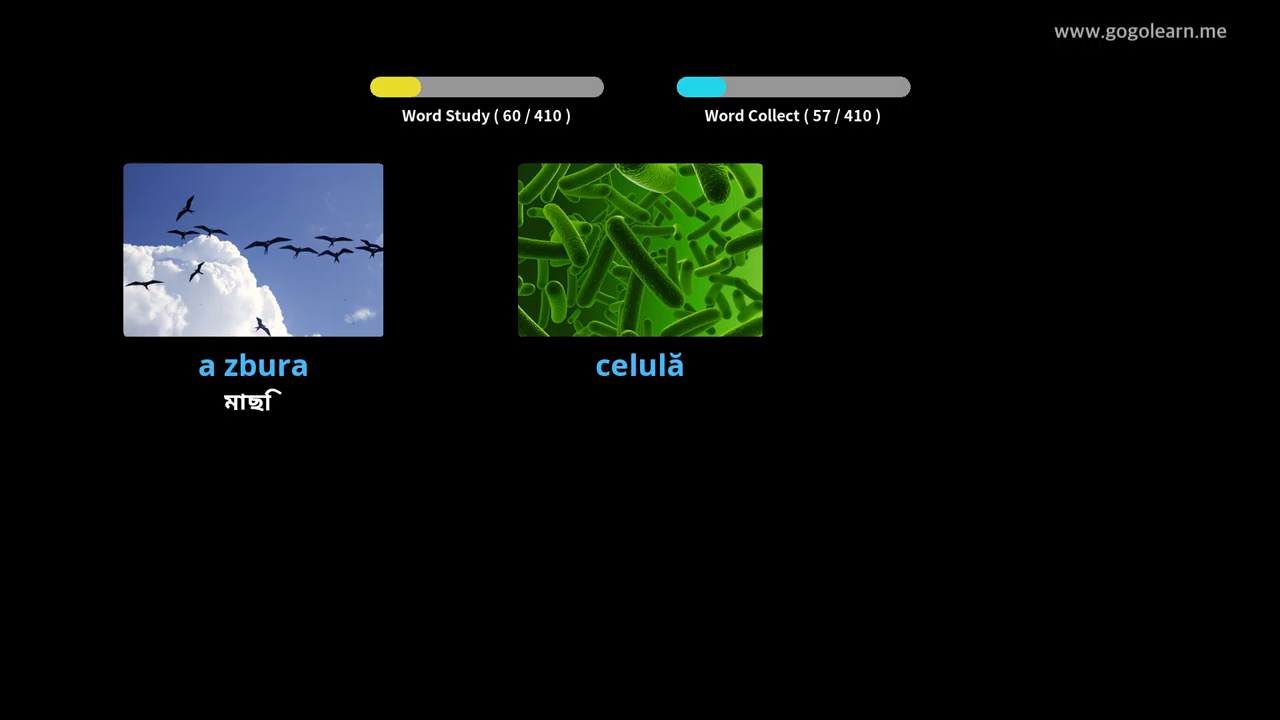 www.gogolearn.me
Word Study ( 60 / 410 )
Word Collect ( 57 / 410 )
a zbura
celulă
মাছি